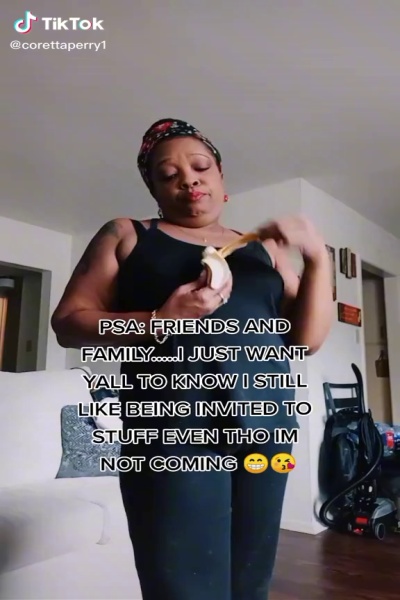 TikTok
@corettaperry1
PSA: FRIENDS AND
FAMILY.....I JUST WANT
YALL TO KNOW I STILL
LIKE BEING INVITED TO
STUFF EVEN THO IM
NOT COMING 😁😘